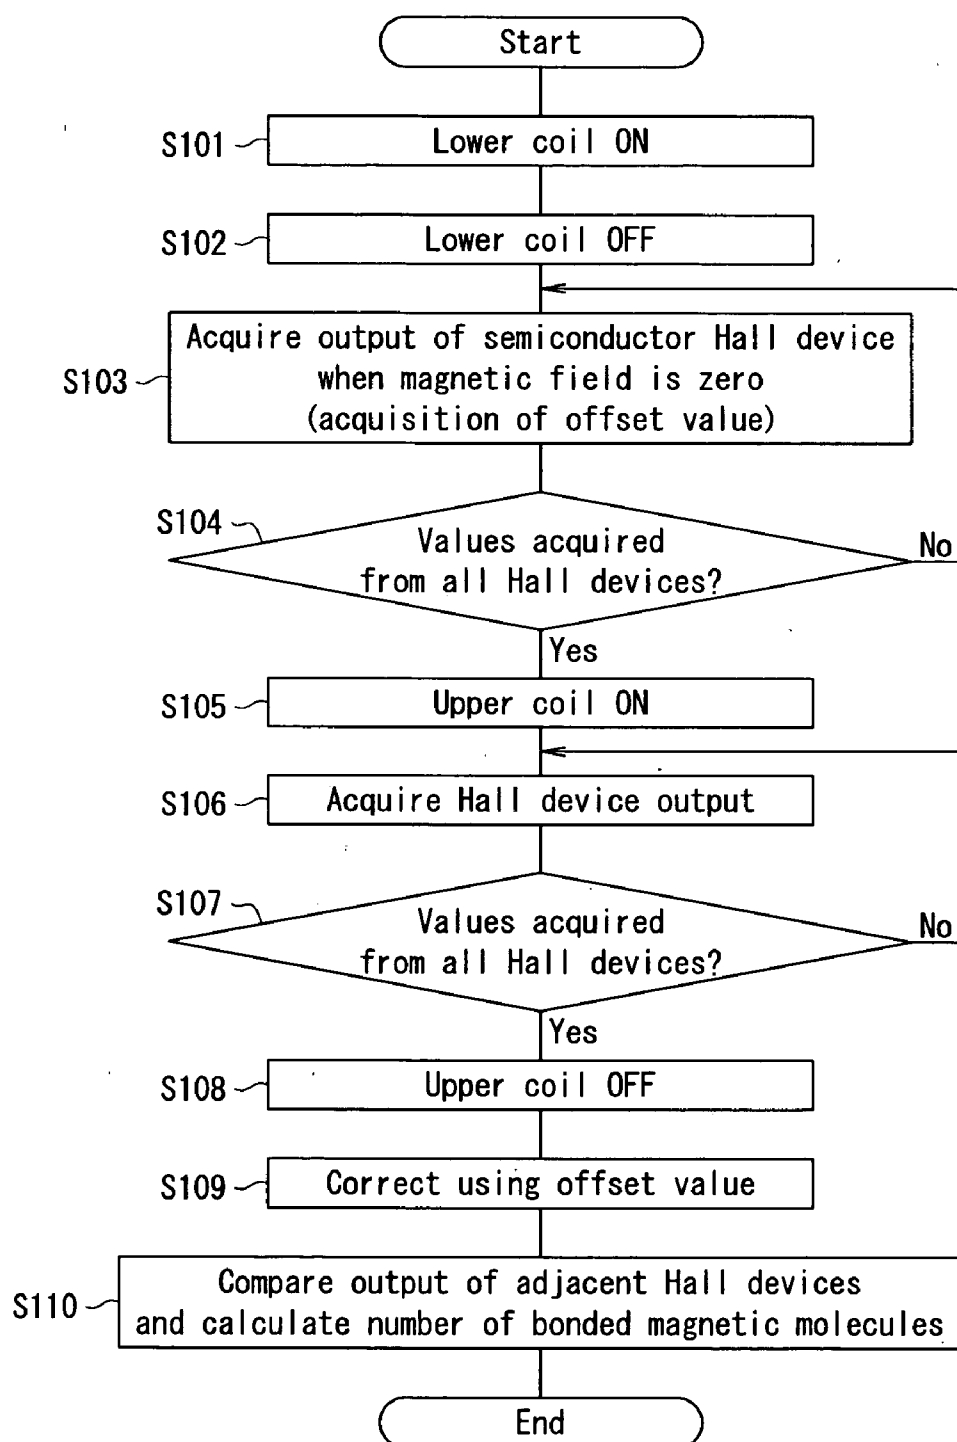 Start
S101
Lower coil ON
S102
Lower coil OFF
S103
Acquire output of semiconductor Hall device
when magnetic field is zero
(acquisition of offset value)
S104
Values acquired
from all Hall devices?
No
Yes
S105
Upper coil ON
S106
Acquire Hall device output
S107
Values acquired
from all Hall devices?
No
Yes
S108
Upper coil OFF
S109
Correct using offset value
S110
Compare output of adjacent Hall devices
and calculate number of bonded magnetic molecules
End